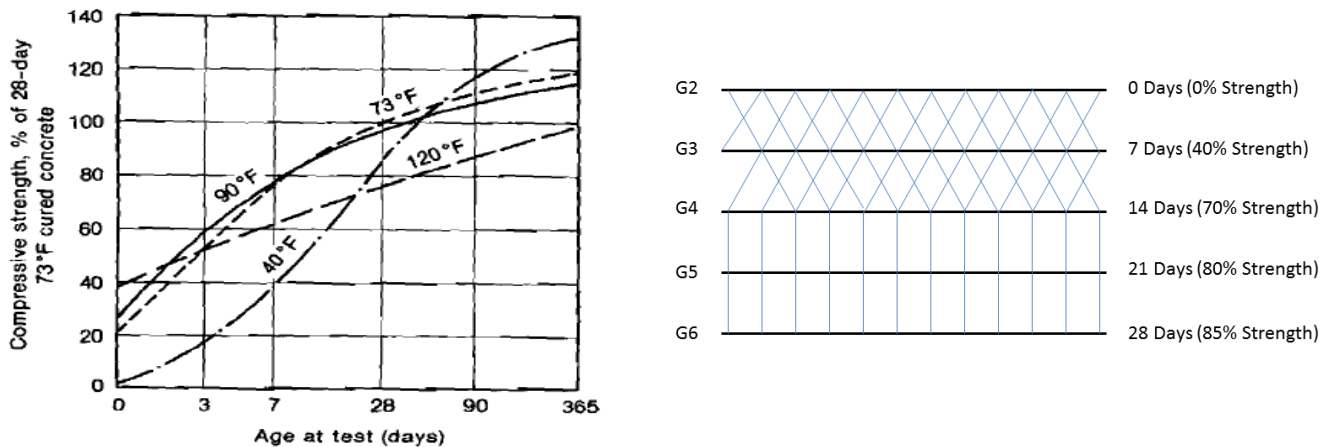 140
120
100
80
60
40
20
0
Compressive strength, % of 28-day
73°F cured concrete
73°F
90°F
120°F
40°F
0 3 7 28 90 365
Age at test (days)
G2 0 Days (0% Strength)
G3 7 Days (40% Strength)
G4 14 Days (70% Strength)
G5 21 Days (80% Strength)
G6 28 Days (85% Strength)